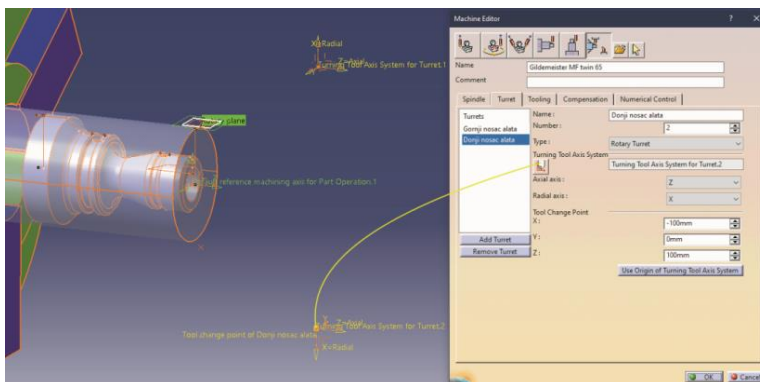 Machine Editor
? X
Name
Gildemeister MF twin 65
Comment
Spindle Turret Tooling Compensation Numerical Control
Turrets
Gornji nosac alata
Donji nosac alata
Add Turret
Remove Turret
Name :
Donji nosac alata
Number :
2
Type :
Rotary Turret
Turning Tool Axis System
Turning Tool Axis System for Turret.2
Axial axis :
Z
Radial axis :
X
Tool Change Point
X :
-100mm
Y :
0mm
Z :
100mm
Use Origin of Turning Tool Axis System
OK Cancel
X=Radial
Z=Axial
Turning Tool Axis System for Turret.1
plane
reference machining axis for Part Operation.1
Z=Axial
Turning Tool Axis System for Turret.2
Tool change point of Donji nosac alata
X=Radial